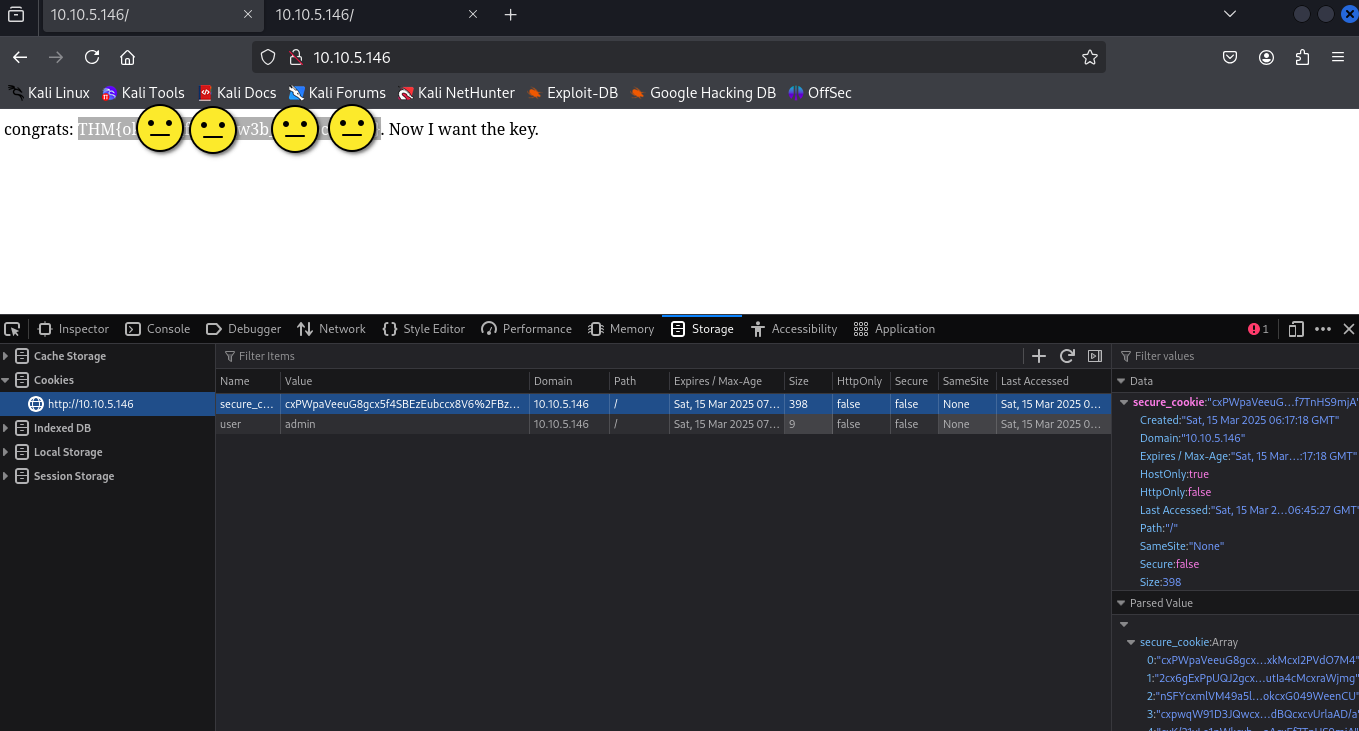 10.10.5.146/ 10.10.5.146/
10.10.5.146
Kali Linux Kali Tools Kali Docs Kali Forums Kali NetHunter Exploit-DB Google Hacking DB OffSec
congrats: . Now I want the key.
Inspector Console Debugger Network Style Editor Performance Memory Storage Accessibility Application 1
Cache Storage
Cookies
http://10.10.5.146
Indexed DB
Local Storage
Session Storage
Filter Items
Name Value Domain Path Expires / Max-Age Size HttpOnly Secure SameSite Last Accessed
secure_c... cxPWpaVeeuG8gcx5f4SBEzEubccx8V6%2FBz... 10.10.5.146 / Sat, 15 Mar 2025 07... 398 false false None Sat, 15 Mar 2025 0...
user admin 10.10.5.146 / Sat, 15 Mar 2025 07... 9 false false None Sat, 15 Mar 2025 0...
Filter values
Data
secure_cookie:"cxPWpaVeeuG...f7TnHS9mjA"
Created:"Sat, 15 Mar 2025 06:17:18 GMT"
Domain:"10.10.5.146"
Expires / Max-Age:"Sat, 15 Mar...:17:18 GMT"
HostOnly:true
HttpOnly:false
Last Accessed:"Sat, 15 Mar 2...06:45:27 GMT"
Path:"/"
SameSite:"None"
Secure:false
Size:398
Parsed Value
secure_cookie:Array
0:"cxPWpaVeeuG8gcx...xkMcxI2PVdO7M4"
1:"2cx6gExPpUQJ2gcx...utIa4cMcxraWjmg"
2:"nSFYcxmlVM49a5l...okcxG049WeenCU"
3:"cxpwqW91D3JQwcx...dBQcxcvUrlaAD/a"